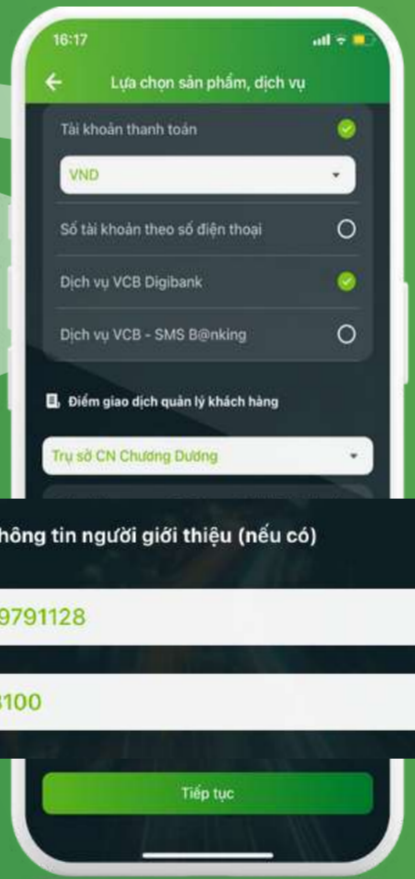 16:17
Lựa chọn sản phẩm, dịch vụ
Tài khoản thanh toán
VND
Số tài khoản theo số điện thoại
Dịch vụ VCB Digibank
Dịch vụ VCB - SMS B@nking
Điểm giao dịch quản lý khách hàng
Trụ sở CN Chương Dương
hông tin người giới thiệu (nếu có)
9791128
3100
Tiếp tục